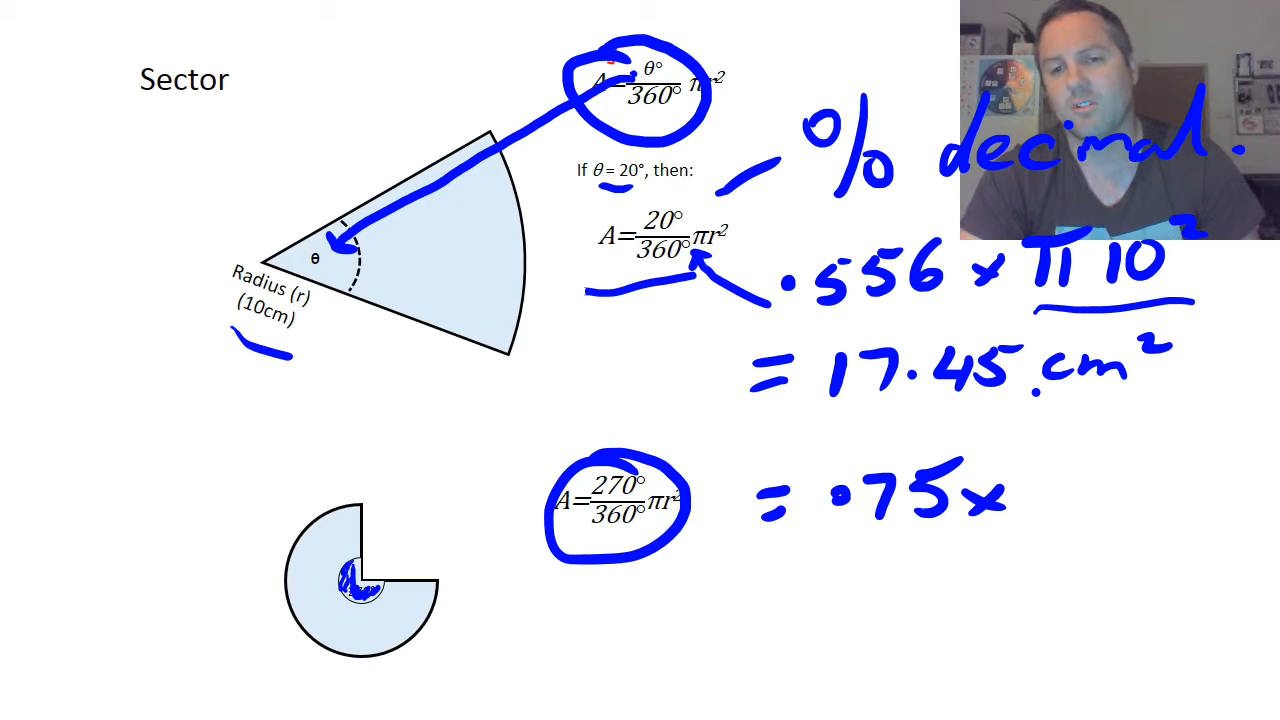 Sector
A=θ°/360° πr²
If θ = 20°, then:
% decimal.
A=20°/360° πr²
.556 x π 10²
θ
Radius (r)
(10cm)
= 17.45 cm²
A=270°/360° πr²
= .75 x